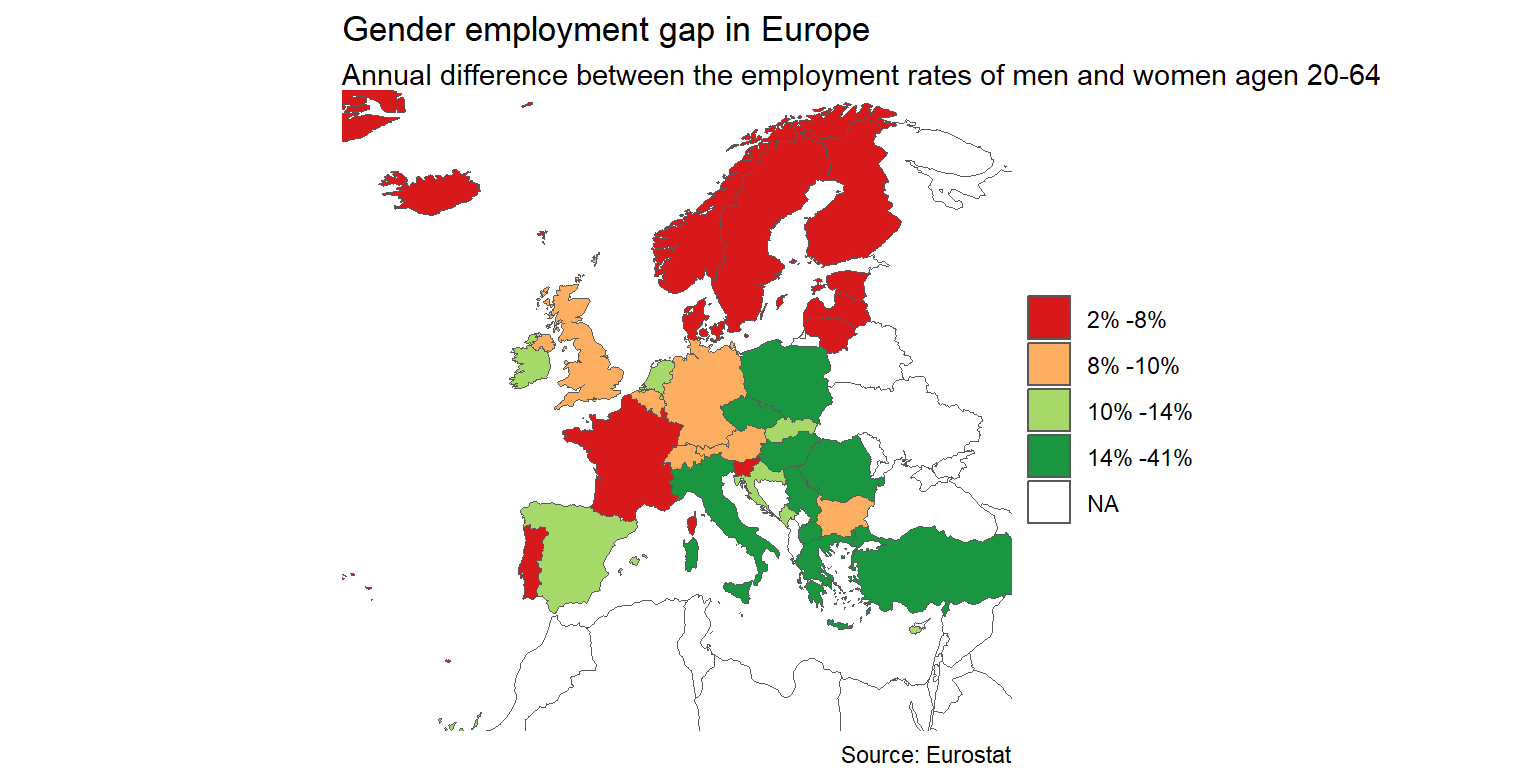 Gender employment gap in Europe
Annual difference between the employment rates of men and women agen 20-64
2% -8%
8% -10%
10% -14%
14% -41%
NA
Source: Eurostat